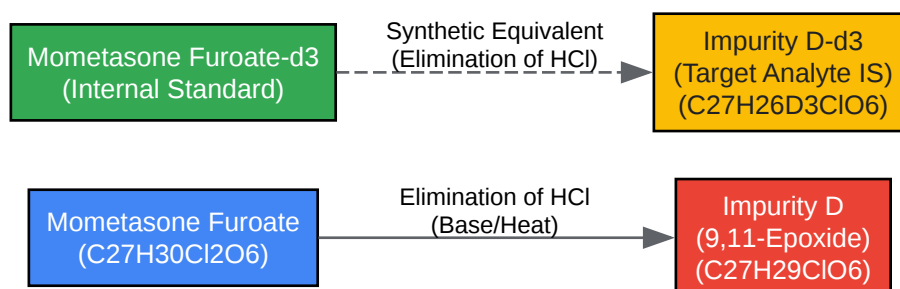 Mometasone Furoate-d3
(Internal Standard)
Synthetic Equivalent
(Elimination of HCl)
Impurity D-d3
(Target Analyte IS)
(C27H26D3ClO6)
Mometasone Furoate
(C27H30Cl2O6)
Elimination of HCl
(Base/Heat)
Impurity D
(9,11-Epoxide)
(C27H29ClO6)